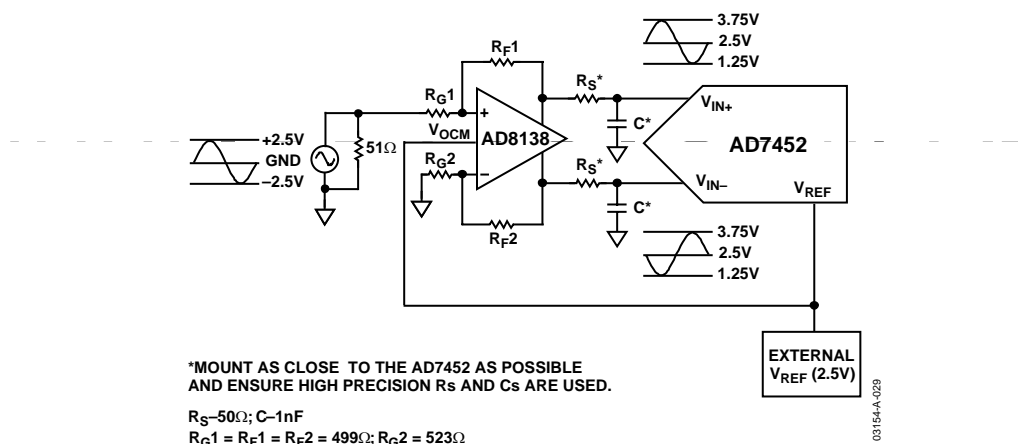 3.75V
2.5V
1.25V
RF1
RS*
RG1
+
VIN+
C*
VOCM
AD8138
AD7452
+2.5V
GND
–2.5V
51Ω
RG2
–
RS*
VIN–
VREF
C*
RF2
3.75V
2.5V
1.25V
EXTERNAL
VREF (2.5V)
*MOUNT AS CLOSE TO THE AD7452 AS POSSIBLE
AND ENSURE HIGH PRECISION Rs AND Cs ARE USED.
RS–50Ω; C–1nF
RG1 = RF1 = RF2 = 499Ω; RG2 = 523Ω
03154-A-029